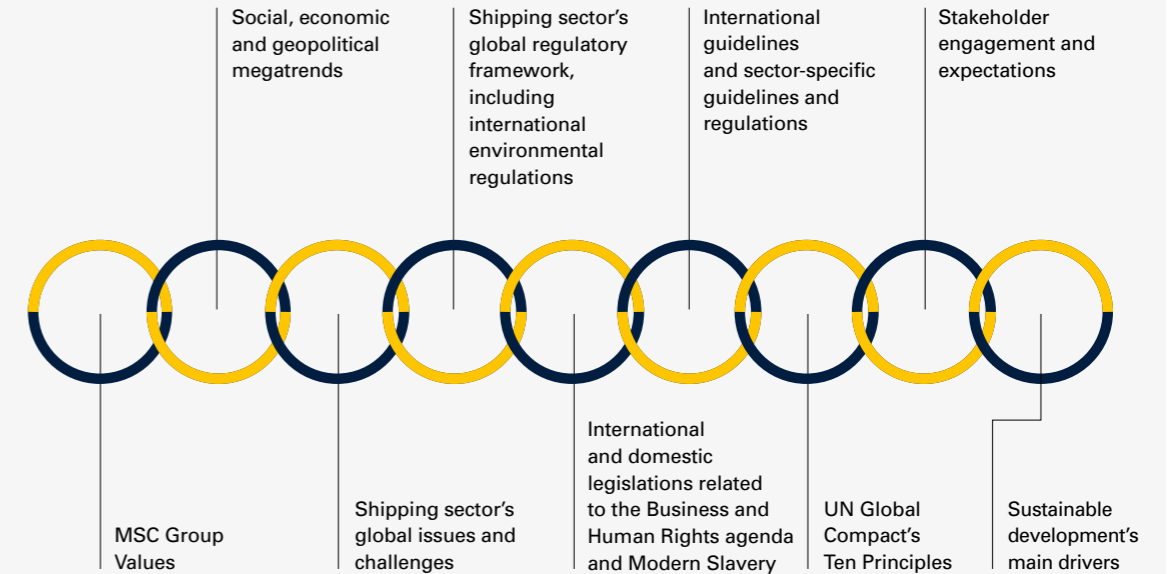 Social, economic
and geopolitical
megatrends
Shipping sector's
global regulatory
framework,
including
international
environmental
regulations
International
guidelines
and sector-specific
guidelines and
regulations
Stakeholder
engagement and
expectations
MSC Group
Values
Shipping sector's
global issues and
challenges
International
and domestic
legislations related
to the Business and
Human Rights agenda
and Modern Slavery
UN Global
Compact's
Ten Principles
Sustainable
development's
main drivers